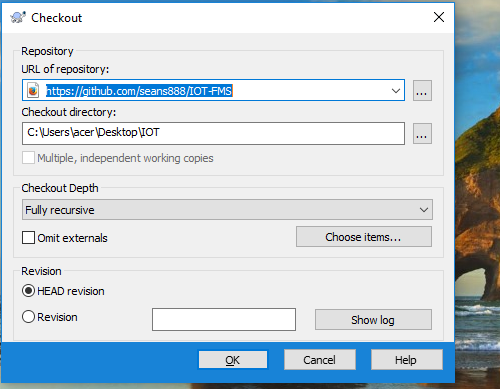 Checkout
Repository
URL of repository:
https://github.com/seans888/IOT-FMS
...
Checkout directory:
C:\Users\acer\Desktop\IOT
...
Multiple, independent working copies
Checkout Depth
Fully recursive
Omit externals
Choose items...
Revision
HEAD revision
Revision
Show log
OK
Cancel
Help